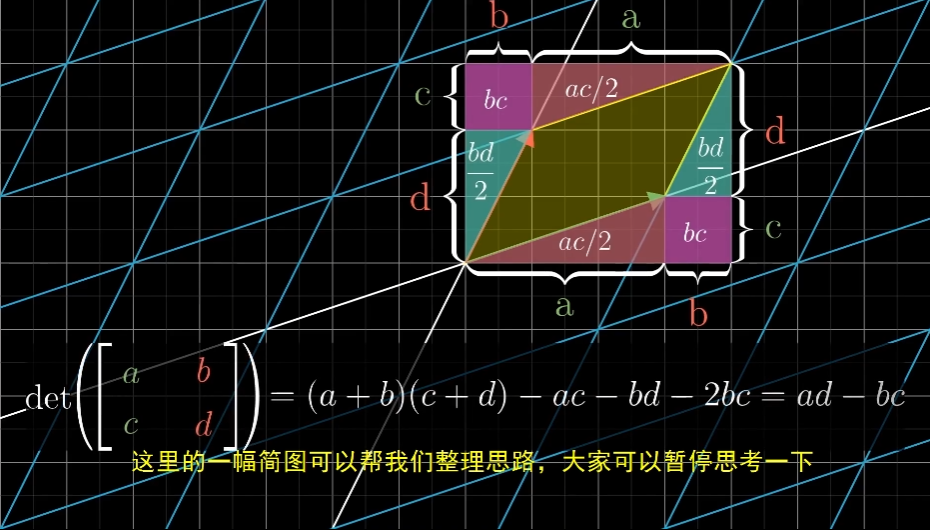 b a
c bc ac/2
d bd/2 bd/2 d
ac/2 bc c
a b
det([a b c d]) = (a + b)(c + d) − ac − bd − 2bc = ad − bc
这里的一幅简图可以帮我们整理思路，大家可以暂停思考一下